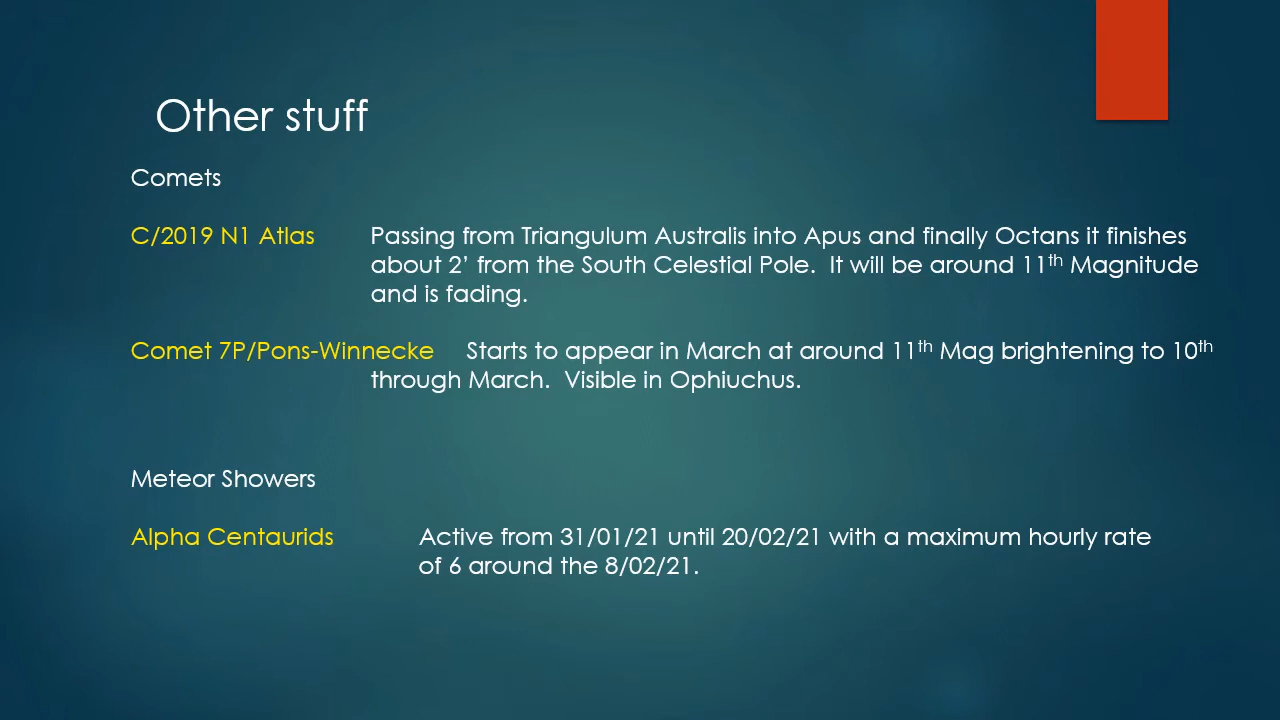 Other stuff
Comets
C/2019 N1 Atlas Passing from Triangulum Australis into Apus and finally Octans it finishes
about 2’ from the South Celestial Pole. It will be around 11th Magnitude
and is fading.
Comet 7P/Pons-Winnecke Starts to appear in March at around 11th Mag brightening to 10th
through March. Visible in Ophiuchus.
Meteor Showers
Alpha Centaurids Active from 31/01/21 until 20/02/21 with a maximum hourly rate
of 6 around the 8/02/21.